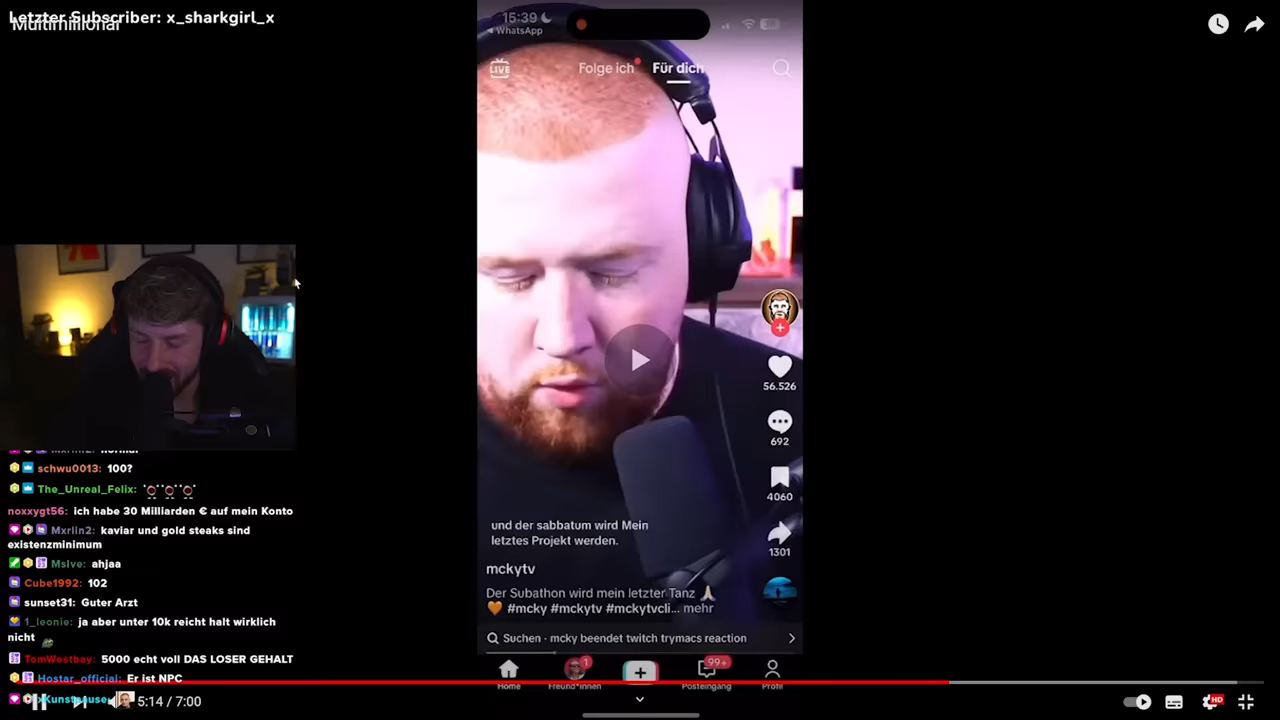 Letzter Subscriber: x_sharkgirl_x
Multimillionär
15:39
WhatsApp
LIVE
Folge ich
Für dich
56.526
692
4060
1301
und der sabbatum wird Mein
letztes Projekt werden.
mckytv
Der Subathon wird mein letzter Tanz
#mcky #mckytv #mckytvcli... mehr
Suchen · mcky beendet twitch trymacs reaction
Home
1
Freund*innen
99+
Posteingang
Profil
Mxrlin2: normal
schwu0013: 100?
The_Unreal_Felix:
noxxygt56: ich habe 30 Milliarden € auf mein Konto
Mxrlin2: kaviar und gold steaks sind
existenzminimum
Mslve: ahjaa
Cube1992: 102
sunset31: Guter Arzt
1_leonie: ja aber unter 10k reicht halt wirklich
nicht
TomWestbay: 5000 echt voll DAS LOSER GEHALT
Hostar_official: Er ist NPC
5:14 / 7:00
HD